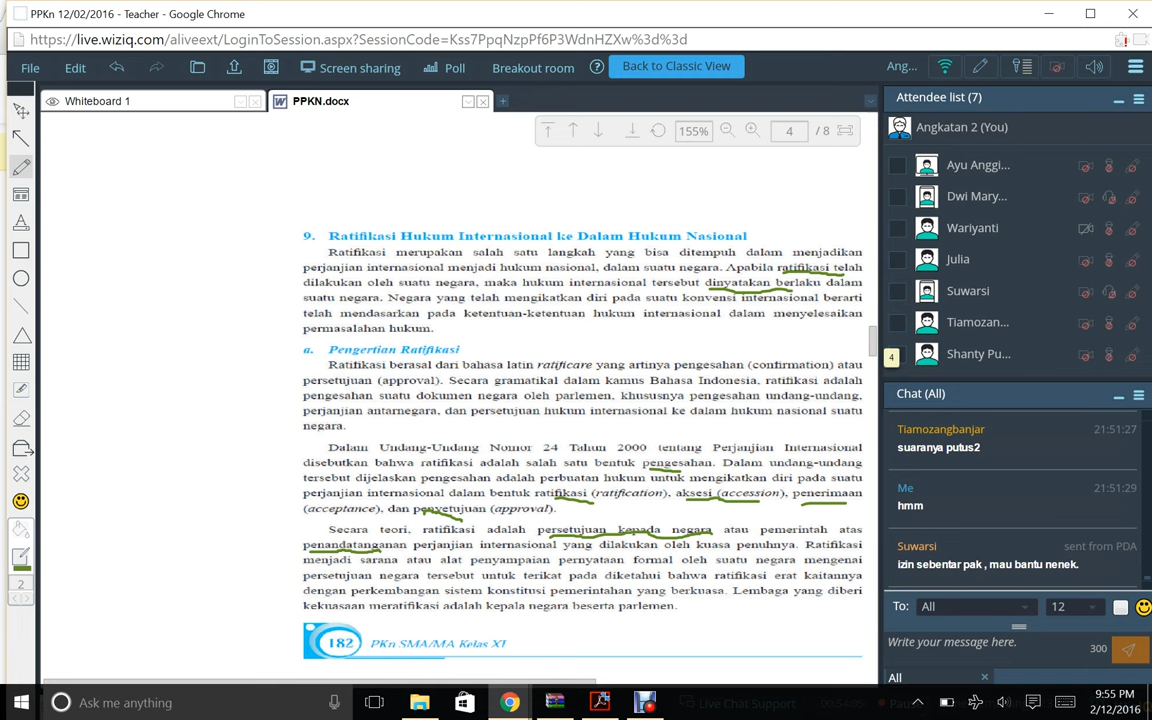 PPKn 12/02/2016 - Teacher - Google Chrome
https://live.wiziq.com/aliveext/LoginToSession.aspx?SessionCode=Kss7PpqNzpPf6P3WdnHZXw%3d%3d
File Edit Screen sharing Poll Breakout room Back to Classic View Ang...
Whiteboard 1 PPKN.docx
155% 4 / 8
9. Ratifikasi Hukum Internasional ke Dalam Hukum Nasional
Ratifikasi merupakan salah satu langkah yang bisa ditempuh dalam menjadikan
perjanjian internasional menjadi hukum nasional, dalam suatu negara. Apabila ratifikasi telah
dilakukan oleh suatu negara, maka hukum internasional tersebut dinyatakan berlaku dalam
suatu negara. Negara yang telah mengikatkan diri pada suatu konvensi internasional berarti
telah mendasarkan pada ketentuan-ketentuan hukum internasional dalam menyelesaikan
permasalahan hukum.
a. Pengertian Ratifikasi
Ratifikasi berasal dari bahasa latin ratificare yang artinya pengesahan (confirmation) atau
persetujuan (approval). Secara gramatikal dalam kamus Bahasa Indonesia, ratifikasi adalah
pengesahan suatu dokumen negara oleh parlemen, khususnya pengesahan undang-undang,
perjanjian antarnegara, dan persetujuan hukum internasional ke dalam hukum nasional suatu
negara.
Dalam Undang-Undang Nomor 24 Tahun 2000 tentang Perjanjian Internasional
disebutkan bahwa ratifikasi adalah salah satu bentuk pengesahan. Dalam undang-undang
tersebut dijelaskan pengesahan adalah perbuatan hukum untuk mengikatkan diri pada suatu
perjanjian internasional dalam bentuk ratifikasi (ratification), aksesi (accession), penerimaan
(acceptance), dan penyetujuan (approval).
Secara teori, ratifikasi adalah persetujuan kepada negara atau pemerintah atas
penandatanganan perjanjian internasional yang dilakukan oleh kuasa penuhnya. Ratifikasi
menjadi sarana atau alat penyampaian pernyataan formal oleh suatu negara mengenai
persetujuan negara tersebut untuk terikat pada diketahui bahwa ratifikasi erat kaitannya
dengan perkembangan sistem konstitusi pemerintahan yang berkuasa. Lembaga yang diberi
kekuasaan meratifikasi adalah kepala negara beserta parlemen.
182 PKn SMA/MA Kelas XI
2
Attendee list (7)
Angkatan 2 (You)
Ayu Anggi...
Dwi Mary...
Wariyanti
Julia
Suwarsi
Tiamozan...
Shanty Pu...
4
Chat (All)
Tiamozangbanjar 21:51:27
suaranya putus2
Me 21:51:29
hmm
Suwarsi sent from PDA
izin sebentar pak , mau bantu nenek.
To: All 12
Write your message here. 300
All
Ask me anything
Live Chat Support
9:55 PM
2/12/2016